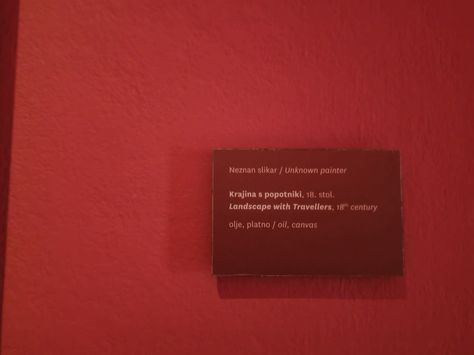 Neznan slikar / Unknown painter
Krajina s popotniki, 18. stol.
Landscape with Travellers, 18th century
olje, platno / oil, canvas